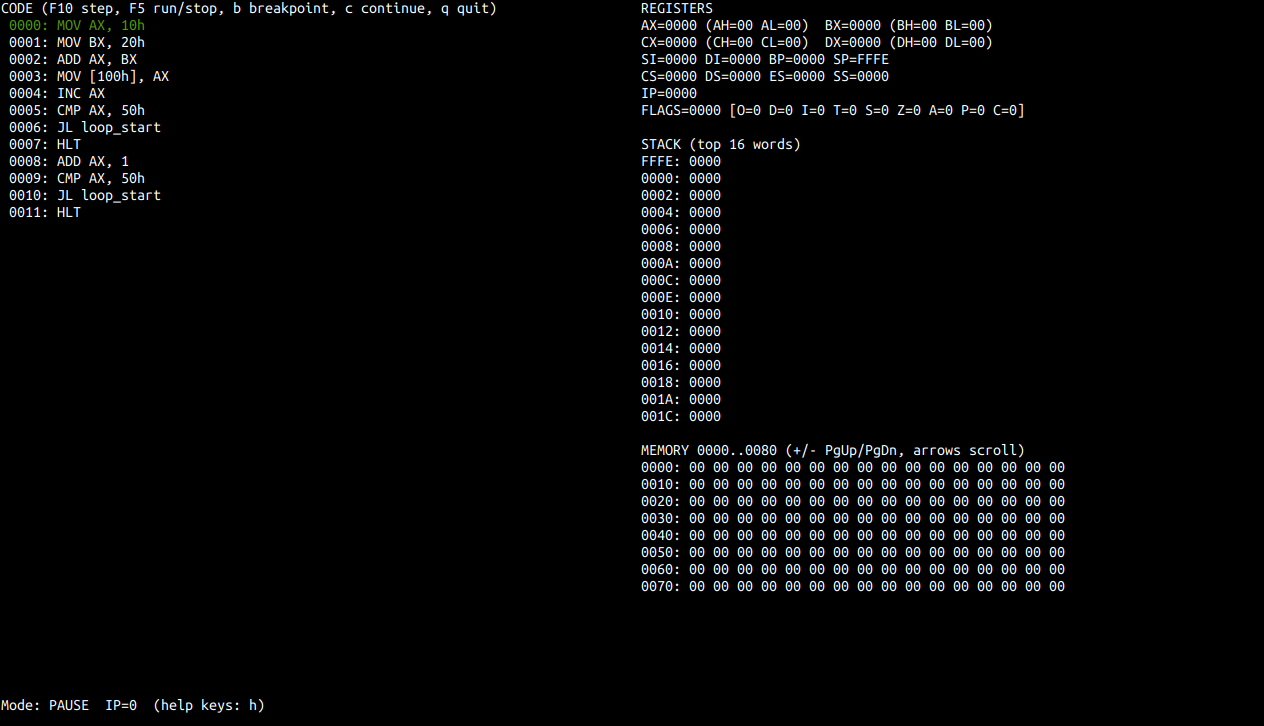 CODE (F10 step, F5 run/stop, b breakpoint, c continue, q quit)
0000: MOV AX, 10h
0001: MOV BX, 20h
0002: ADD AX, BX
0003: MOV [100h], AX
0004: INC AX
0005: CMP AX, 50h
0006: JL loop_start
0007: HLT
0008: ADD AX, 1
0009: CMP AX, 50h
0010: JL loop_start
0011: HLT
REGISTERS
AX=0000 (AH=00 AL=00)  BX=0000 (BH=00 BL=00)
CX=0000 (CH=00 CL=00)  DX=0000 (DH=00 DL=00)
SI=0000 DI=0000 BP=0000 SP=FFFE
CS=0000 DS=0000 ES=0000 SS=0000
IP=0000
FLAGS=0000 [O=0 D=0 I=0 T=0 S=0 Z=0 A=0 P=0 C=0]
STACK (top 16 words)
FFFE: 0000
0000: 0000
0002: 0000
0004: 0000
0006: 0000
0008: 0000
000A: 0000
000C: 0000
000E: 0000
0010: 0000
0012: 0000
0014: 0000
0016: 0000
0018: 0000
001A: 0000
001C: 0000
MEMORY 0000..0080 (+/- PgUp/PgDn, arrows scroll)
0000: 00 00 00 00 00 00 00 00 00 00 00 00 00 00 00 00
0010: 00 00 00 00 00 00 00 00 00 00 00 00 00 00 00 00
0020: 00 00 00 00 00 00 00 00 00 00 00 00 00 00 00 00
0030: 00 00 00 00 00 00 00 00 00 00 00 00 00 00 00 00
0040: 00 00 00 00 00 00 00 00 00 00 00 00 00 00 00 00
0050: 00 00 00 00 00 00 00 00 00 00 00 00 00 00 00 00
0060: 00 00 00 00 00 00 00 00 00 00 00 00 00 00 00 00
0070: 00 00 00 00 00 00 00 00 00 00 00 00 00 00 00 00
Mode: PAUSE  IP=0  (help keys: h)